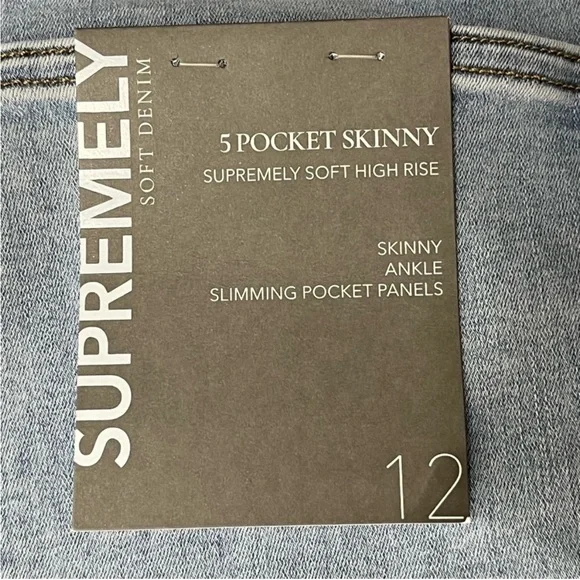 SUPREMELY
SOFT DENIM
5 POCKET SKINNY
SUPREMELY SOFT HIGH RISE
SKINNY
ANKLE
SLIMMING POCKET PANELS
12